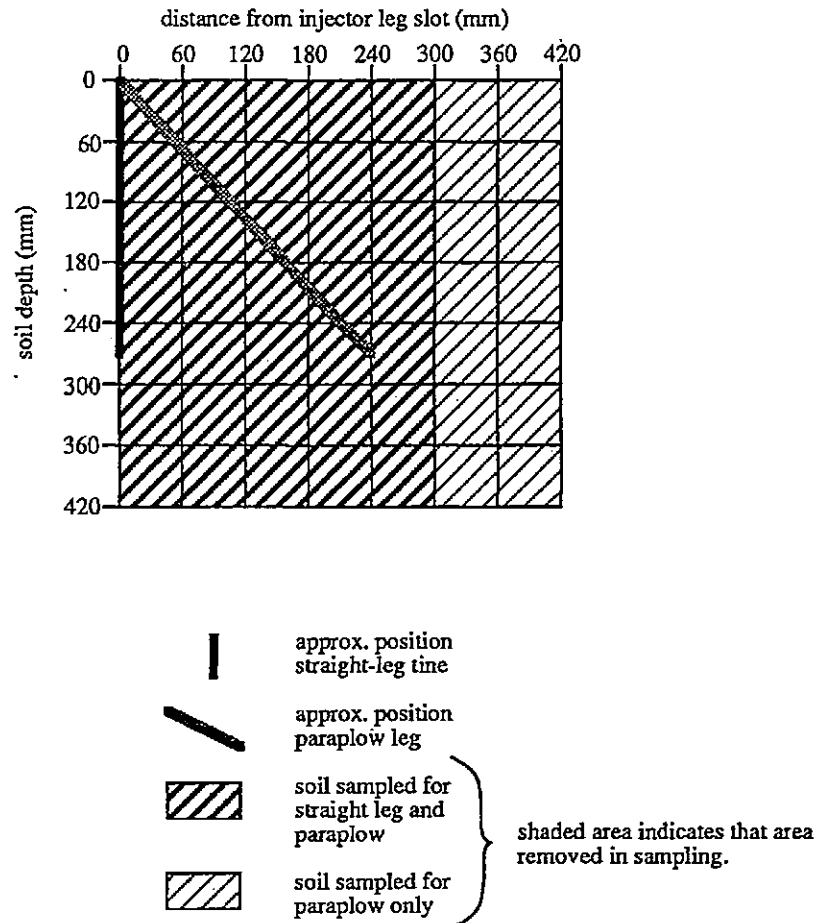 distance from injector leg slot (mm)
0 60 120 180 240 300 360 420
0
60
120
180
240
300
360
420
soil depth (mm)
approx. position
straight-leg tine
approx. position
paraplow leg
soil sampled for
straight leg and
paraplow
soil sampled for
paraplow only
shaded area indicates that area
removed in sampling.